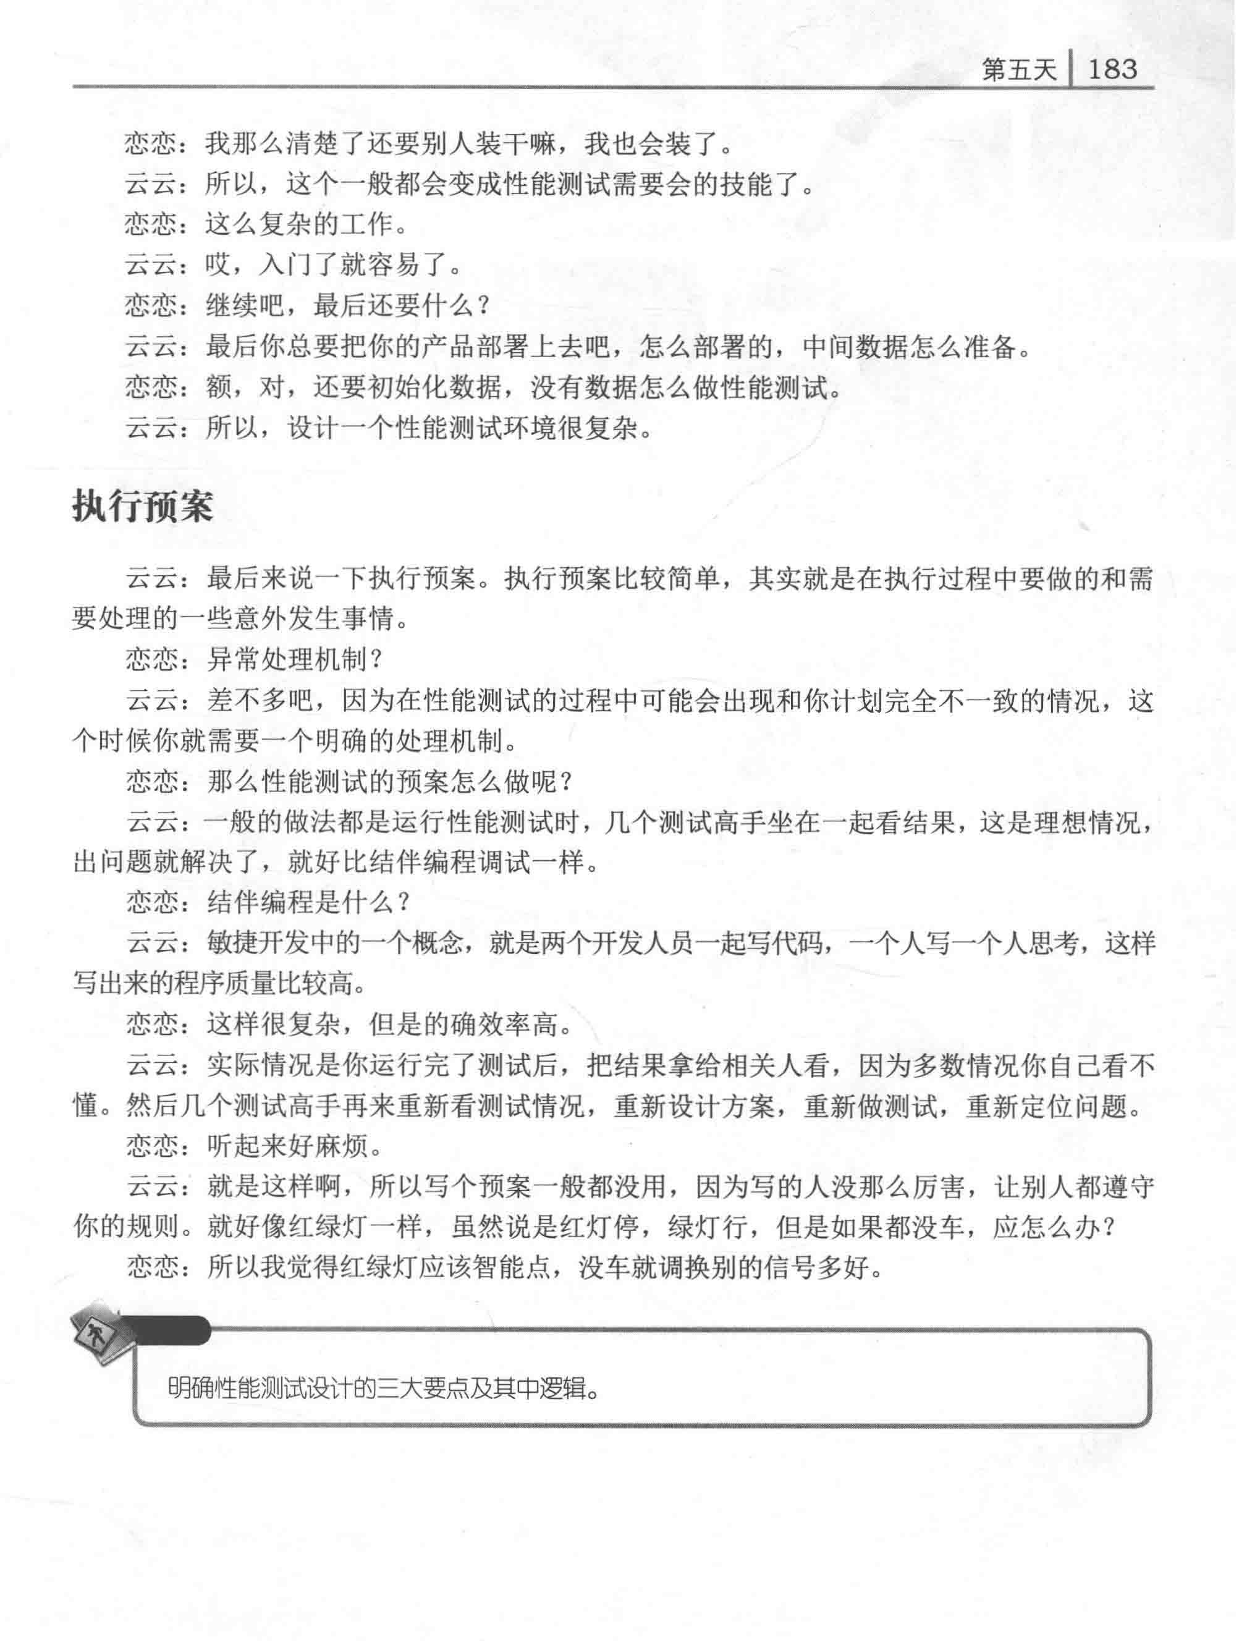 第五天 183
恋恋：我那么清楚了还要别人装干嘛，我也会装了。
云云：所以，这个一般都会变成性能测试需要会的技能了。
恋恋：这么复杂的工作。
云云：哎，入门了就容易了。
恋恋：继续吧，最后还要什么？
云云：最后你总要把你的产品部署上去吧，怎么部署的，中间数据怎么准备。
恋恋：额，对，还要初始化数据，没有数据怎么做性能测试。
云云：所以，设计一个性能测试环境很复杂。
执行预案
云云：最后来说一下执行预案。执行预案比较简单，其实就是在执行过程中要做的和需
要处理的一些意外发生事情。
恋恋：异常处理机制？
云云：差不多吧，因为在性能测试的过程中可能会出现和你计划完全不一致的情况，这
个时候你就需要一个明确的处理机制。
恋恋：那么性能测试的预案怎么做呢？
云云：一般的做法都是运行性能测试时，几个测试高手坐在一起看结果，这是理想情况，
出问题就解决了，就好比结伴编程调试一样。
恋恋：结伴编程是什么？
云云：敏捷开发中的一个概念，就是两个开发人员一起写代码，一个人写一个人思考，这样
写出来的程序质量比较高。
恋恋：这样很复杂，但是的确效率高。
云云：实际情况是你运行完了测试后，把结果拿给相关人看，因为多数情况你自己看不
懂。然后几个测试高手再来重新看测试情况，重新设计方案，重新做测试，重新定位问题。
恋恋：听起来好麻烦。
云云：就是这样啊，所以写个预案一般都没用，因为写的人没那么厉害，让别人都遵守
你的规则。就好像红绿灯一样，虽然说是红灯停，绿灯行，但是如果都没车，应怎么办？
恋恋：所以我觉得红绿灯应该智能点，没车就调换别的信号多好。
明确性能测试设计的三大要点及其中逻辑。